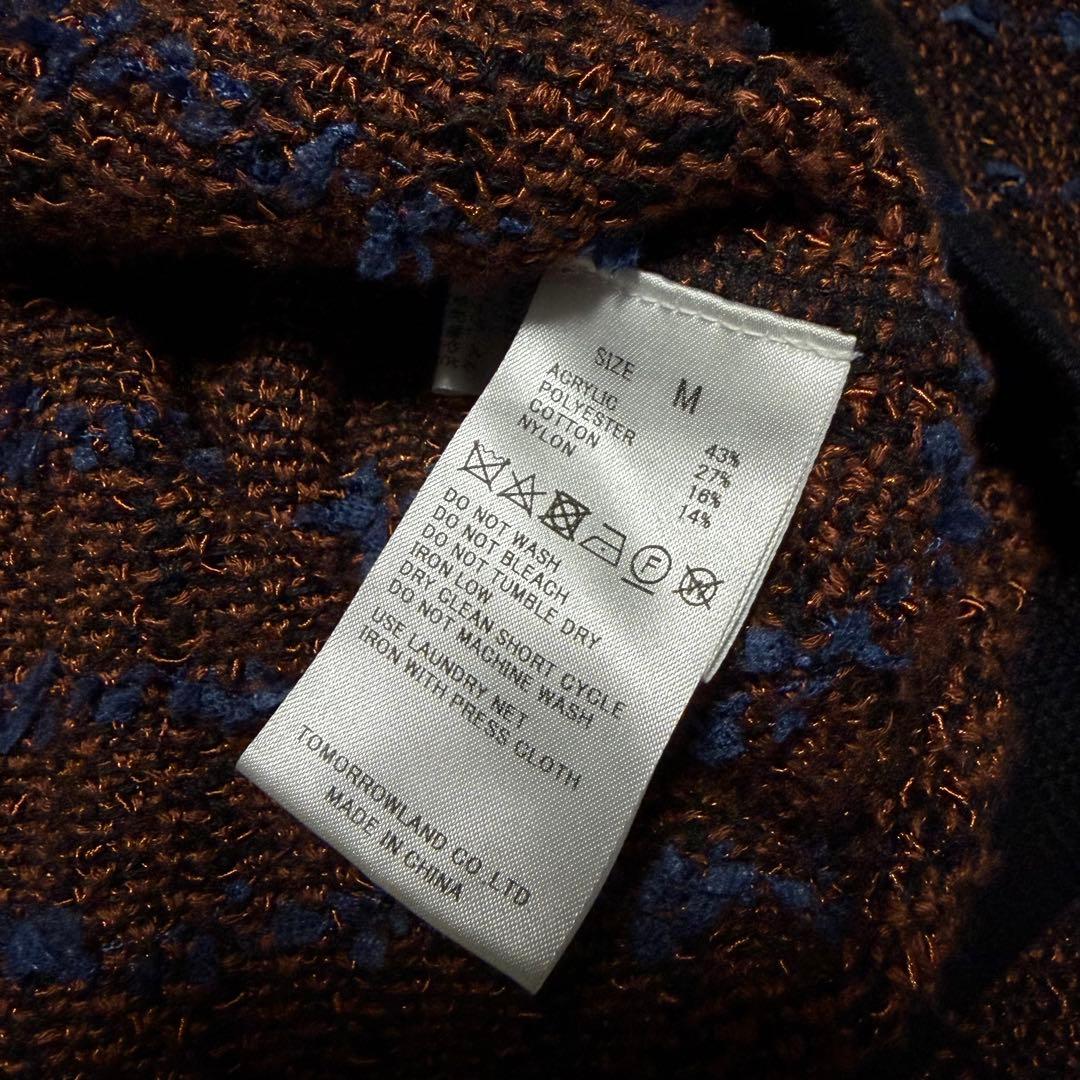 SIZE M
ACRYLIC 43%
POLYESTER 27%
COTTON 16%
NYLON 14%
F
W
DO NOT WASH
DO NOT BLEACH
DO NOT TUMBLE DRY
IRON LOW
DRY CLEAN SHORT CYCLE
DO NOT MACHINE WASH
USE LAUNDRY NET
IRON WITH PRESS CLOTH
TOMORROWLAND CO.,LTD
MADE IN CHINA